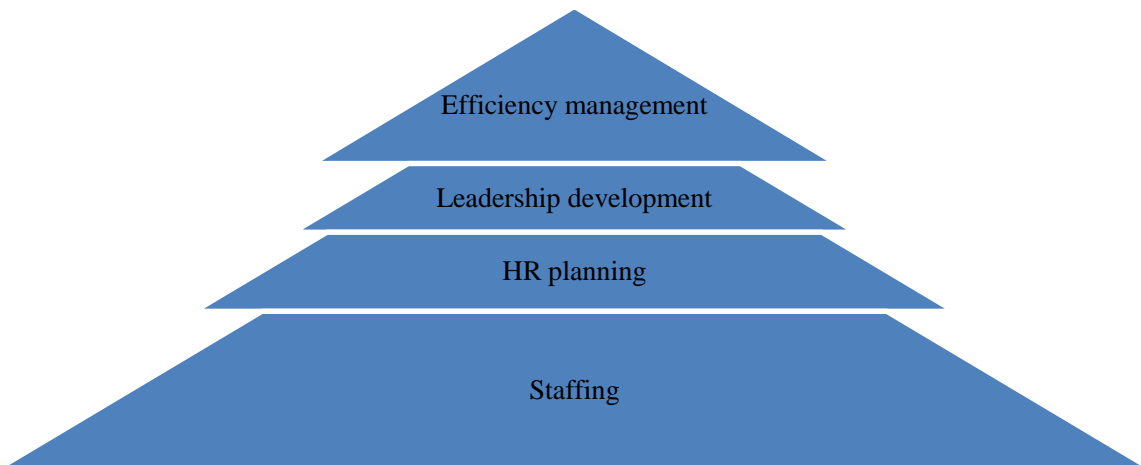 Efficiency management
Leadership development
HR planning
Staffing